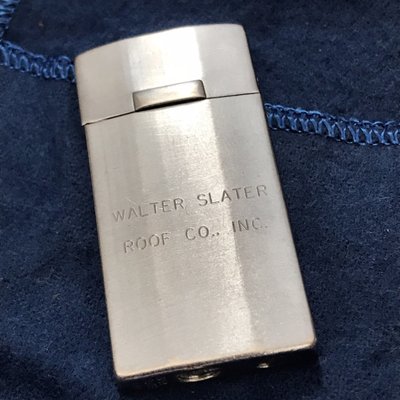 WALTER SLATER
ROOF CO., INC.